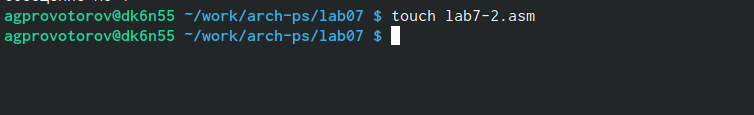 agprovotorov@dk6n55 ~/work/arch-ps/lab07 $ touch lab7-2.asm
agprovotorov@dk6n55 ~/work/arch-ps/lab07 $